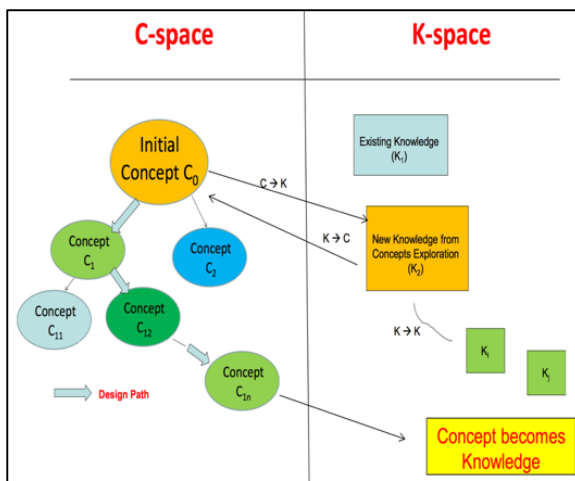 C-space
K-space
Initial
Concept C0
Existing Knowledge
(K1)
C → K
K → C
New Knowledge from
Concepts Exploration
(K2)
Concept
C1
Concept
C2
Concept
C11
Concept
C12
K → K
Ki
Kj
Concept
C1n
Design Path
Concept becomes
Knowledge